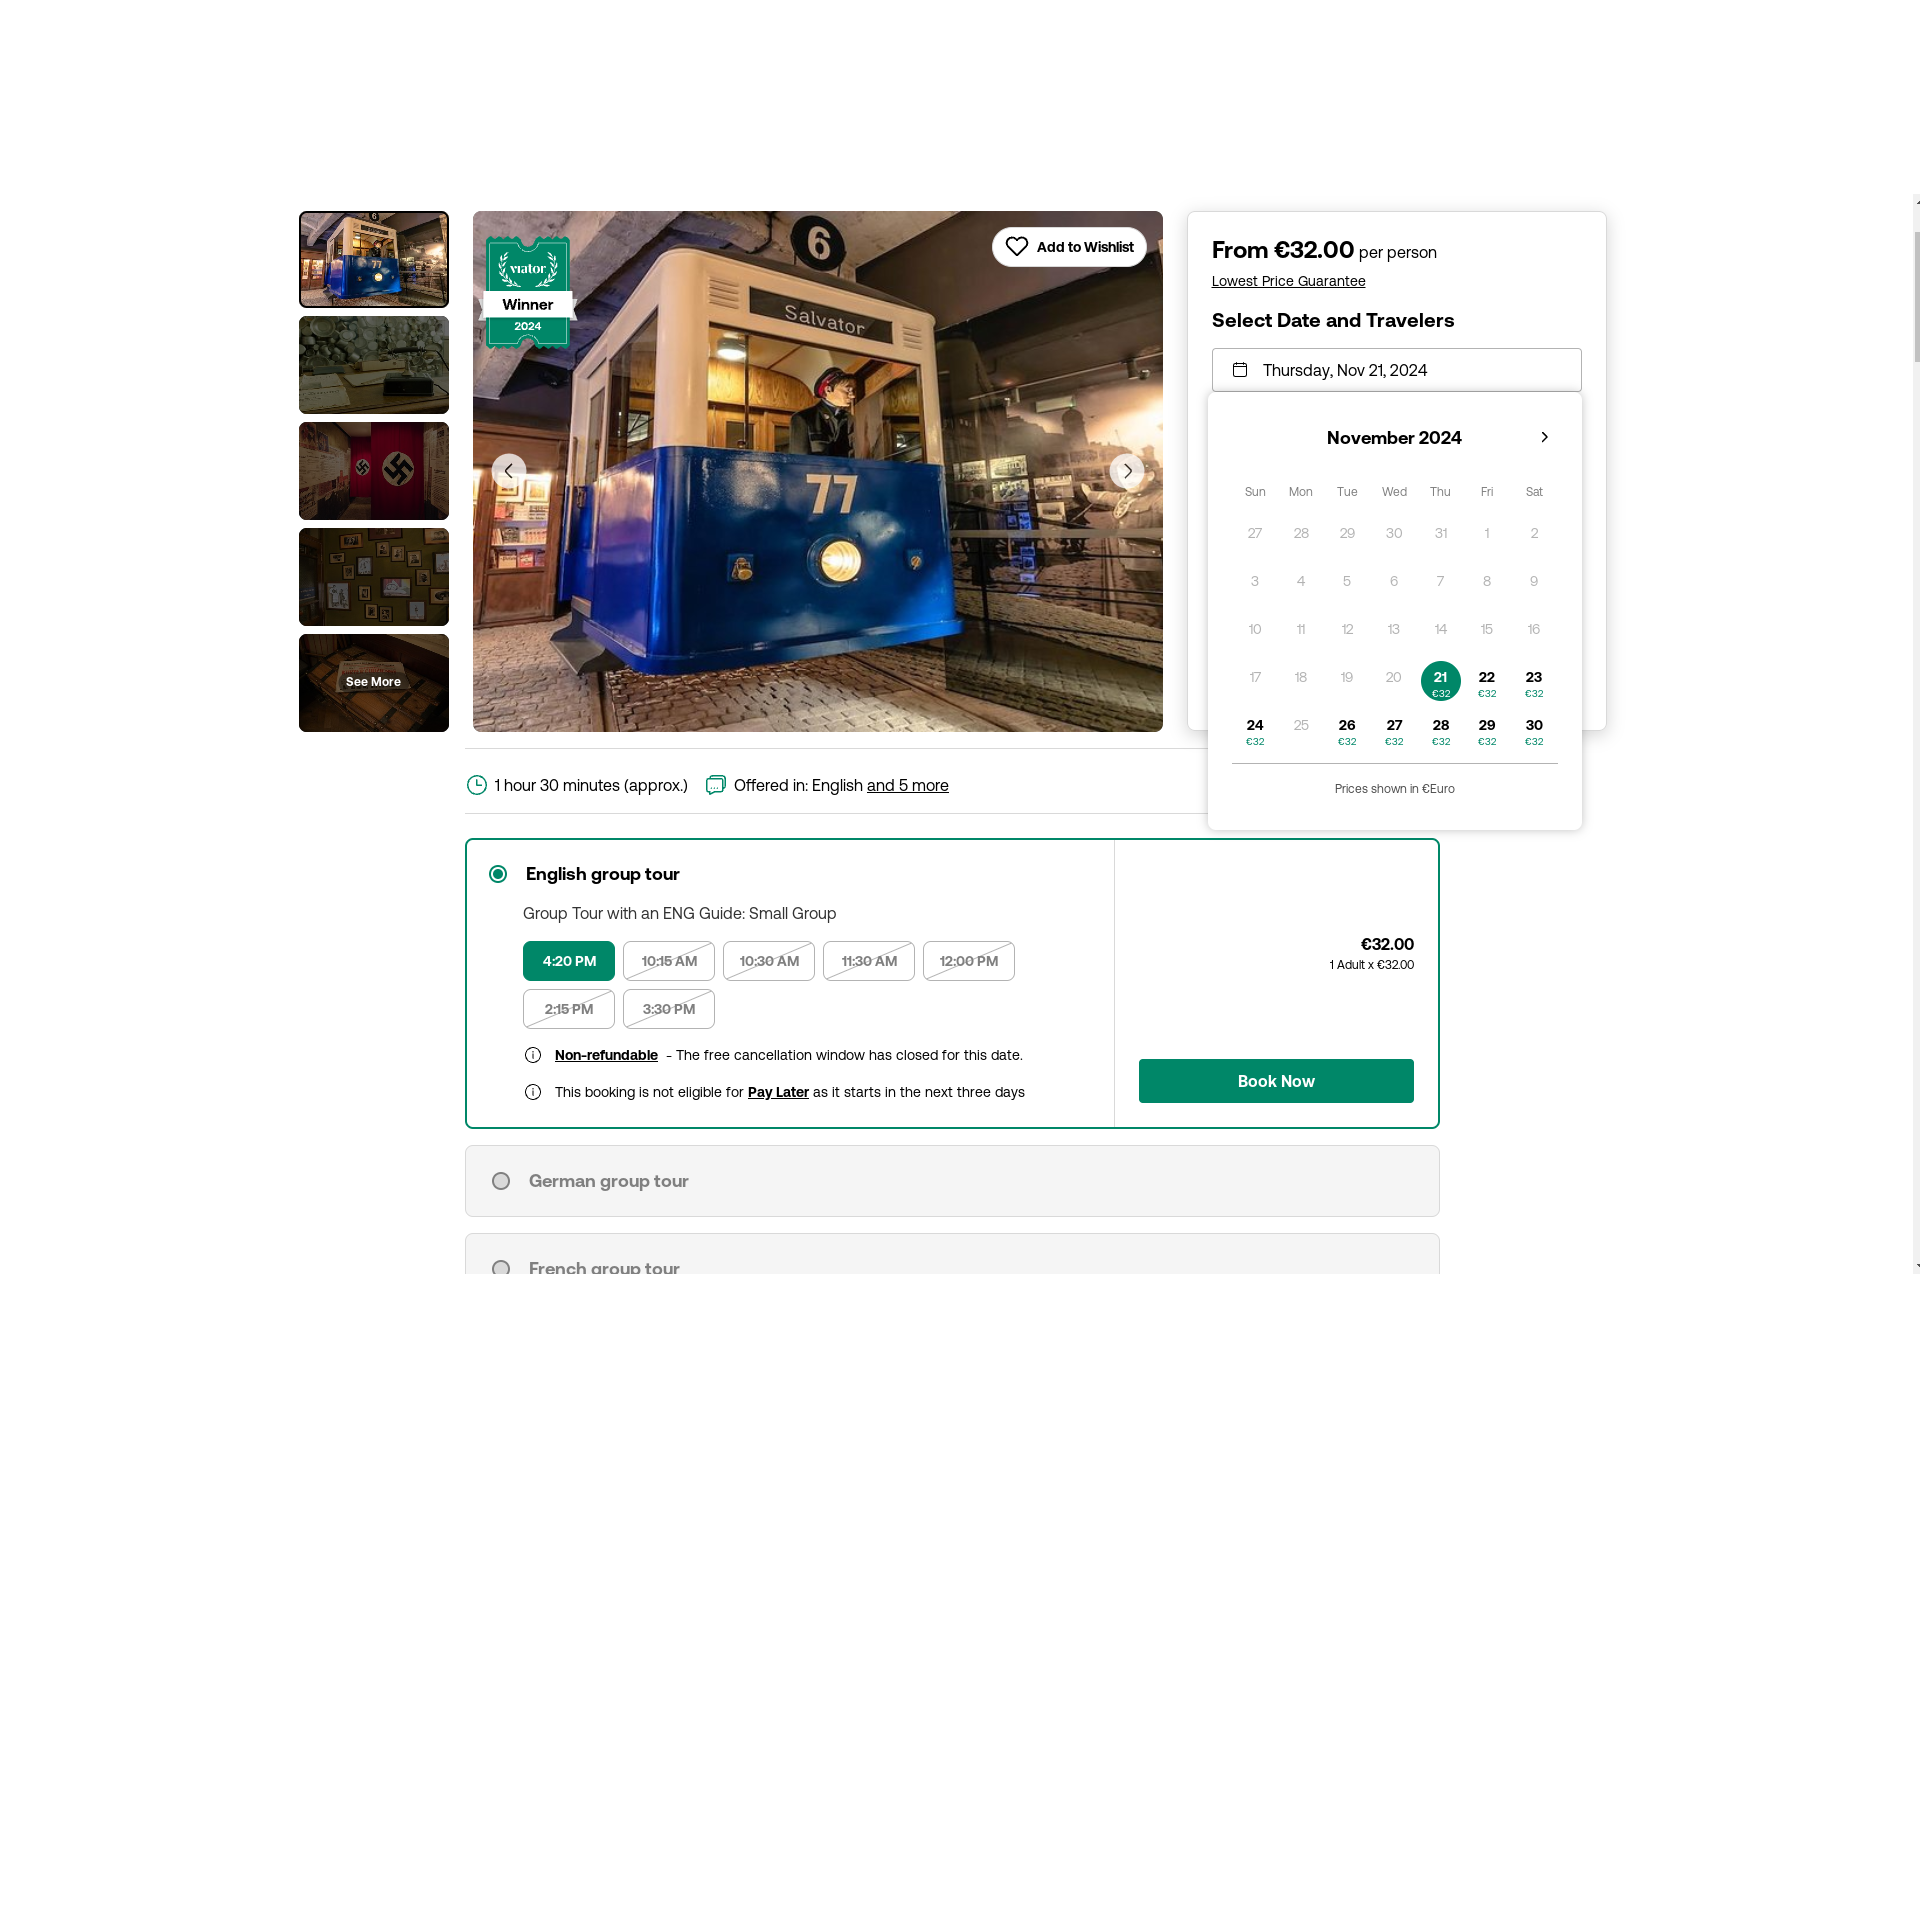 viator
Winner
2024
6
Salvator
77
Add to Wishlist
See More
From €32.00 per person
Lowest Price Guarantee
Select Date and Travelers
Thursday, Nov 21, 2024
November 2024
Sun Mon Tue Wed Thu Fri Sat
27 28 29 30 31 1 2
3 4 5 6 7 8 9
10 11 12 13 14 15 16
17 18 19 20 21 22 23
€32 €32 €32
24 25 26 27 28 29 30
€32 €32 €32 €32 €32 €32
Prices shown in €Euro
1 hour 30 minutes (approx.) Offered in: English and 5 more
English group tour
Group Tour with an ENG Guide: Small Group
4:20 PM 10:15 AM 10:30 AM 11:30 AM 12:00 PM
2:15 PM 3:30 PM
Non-refundable - The free cancellation window has closed for this date.
This booking is not eligible for Pay Later as it starts in the next three days
€32.00
1 Adult x €32.00
Book Now
German group tour
French group tour